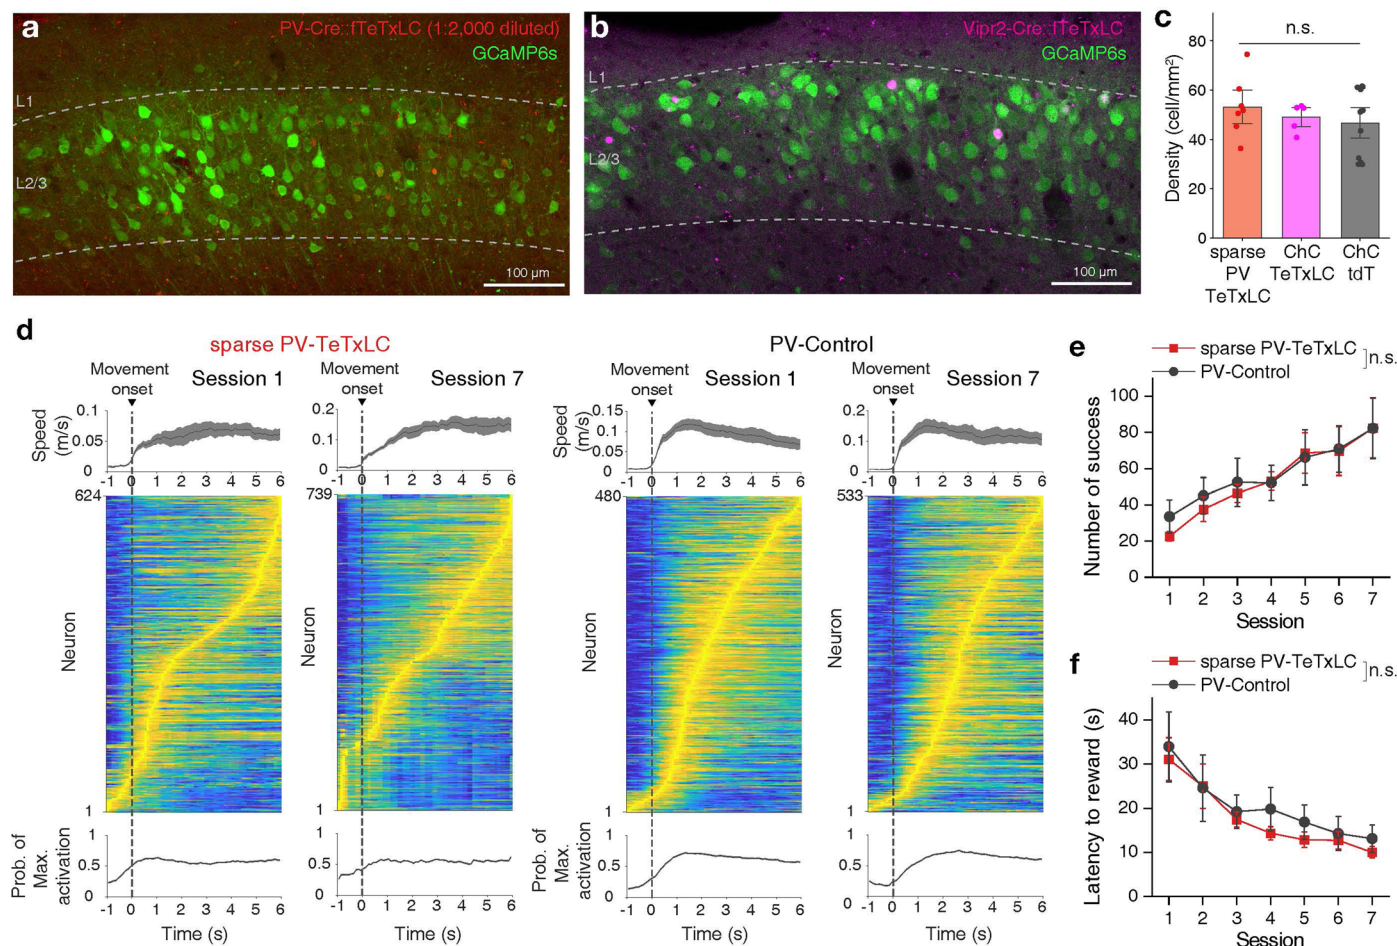 a
PV-Cre::fTeTxLC (1:2,000 diluted)
GCaMP6s
L1
L2/3
100 µm
b
Vipr2-Cre::fTeTxLC
GCaMP6s
L1
L2/3
100 µm
c
n.s.
Density (cell/mm²)
80
60
40
20
0
sparse PV TeTxLC
ChC TeTxLC
ChC tdT
d
sparse PV-TeTxLC
PV-Control
Movement onset
Session 1
Movement onset
Session 7
Movement onset
Session 1
Movement onset
Session 7
Speed (m/s)
0.1
0.05
0
-1 0 1 2 3 4 5 6
0.2
0.1
0
-1 0 1 2 3 4 5 6
Speed (m/s)
0.15
0.1
0.05
0
-1 0 1 2 3 4 5 6
0.2
0.1
0
-1 0 1 2 3 4 5 6
Neuron
624
1
Neuron
739
1
Neuron
480
1
Neuron
533
1
Prob. of Max. activation
1
0.5
0
-1 0 1 2 3 4 5 6
Time (s)
1
0.5
0
-1 0 1 2 3 4 5 6
Time (s)
Prob. of Max. activation
1
0.5
0
-1 0 1 2 3 4 5 6
Time (s)
1
0.5
0
-1 0 1 2 3 4 5 6
Time (s)
e
sparse PV-TeTxLC
PV-Control
n.s.
Number of success
100
80
60
40
20
0
1 2 3 4 5 6 7
Session
f
sparse PV-TeTxLC
PV-Control
n.s.
Latency to reward (s)
40
30
20
10
0
1 2 3 4 5 6 7
Session